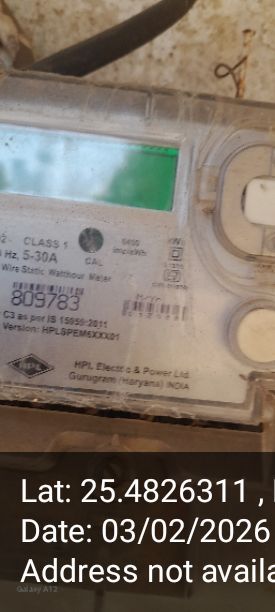 CLASS 1
Hz, 5-30A
CAL
6400
imp/kWh
Wire Static Watthour Meter
809783
C3 as per IS 15959:2011
Version: HPLSPEM6XXX01
HPL
HPL Electric & Power Ltd.
Gurugram (Haryana) INDIA
Lat: 25.4826311 ,
Date: 03/02/2026
Address not availa
Galaxy A12